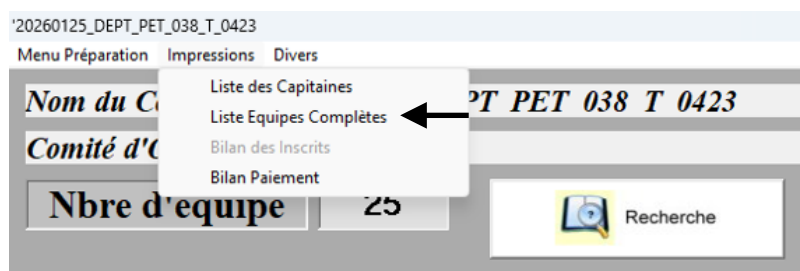 '20260125_DEPT_PET_038_T_0423
Menu Préparation Impressions Divers
Liste des Capitaines
Nom du C PT PET 038 T 0423
Liste Equipes Complètes
Comité d'O
Bilan des Inscrits
Bilan Paiement
Nbre d'equipe 25
Recherche